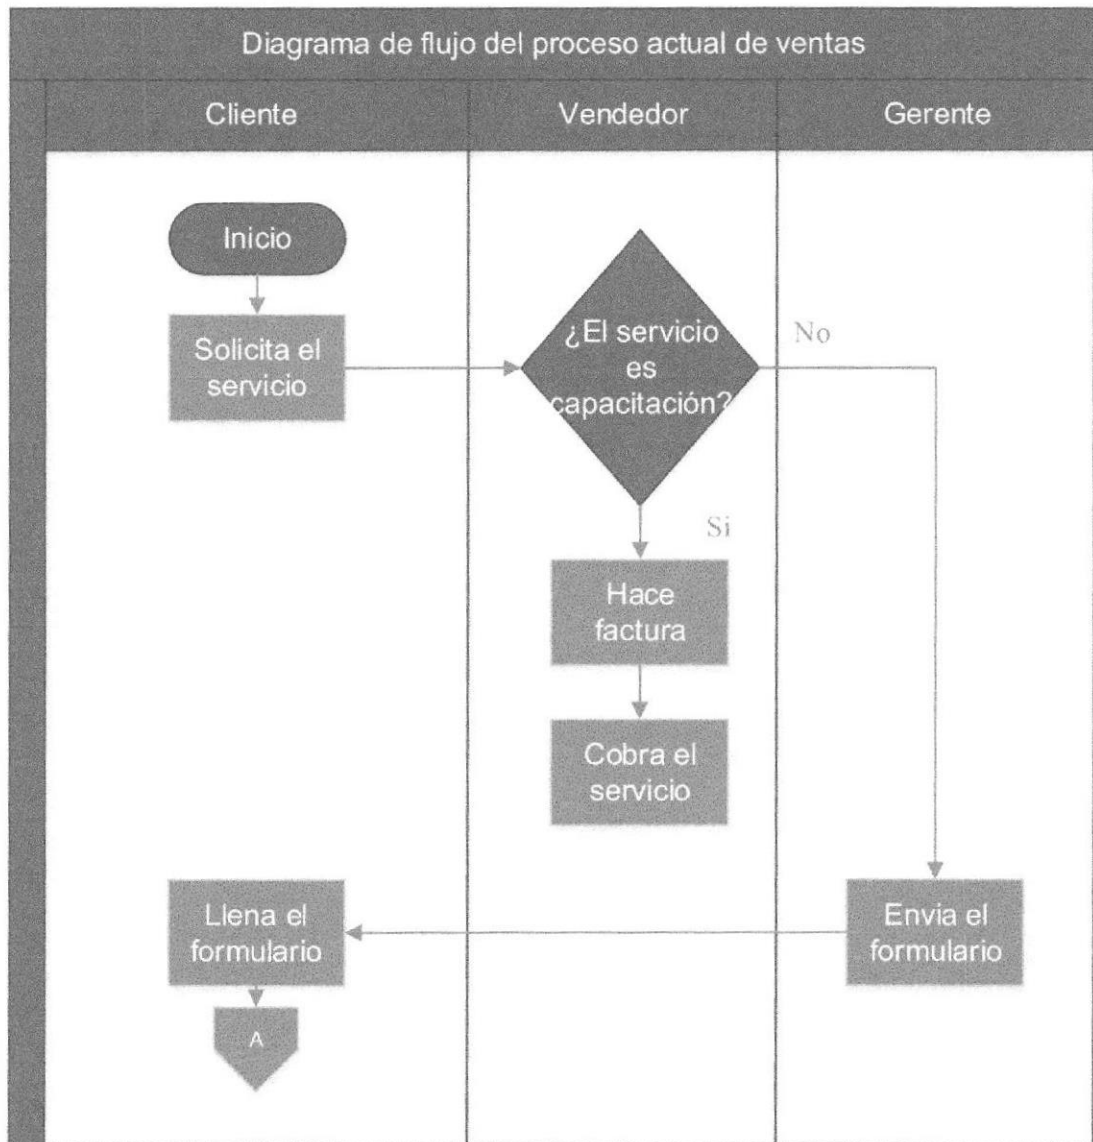 Diagrama de flujo del proceso actual de ventas
Cliente
Vendedor
Gerente
Inicio
Solicita el
servicio
¿El servicio
es
capacitación?
No
Si
Hace
factura
Cobra el
servicio
Llena el
formulario
Envia el
formulario
A